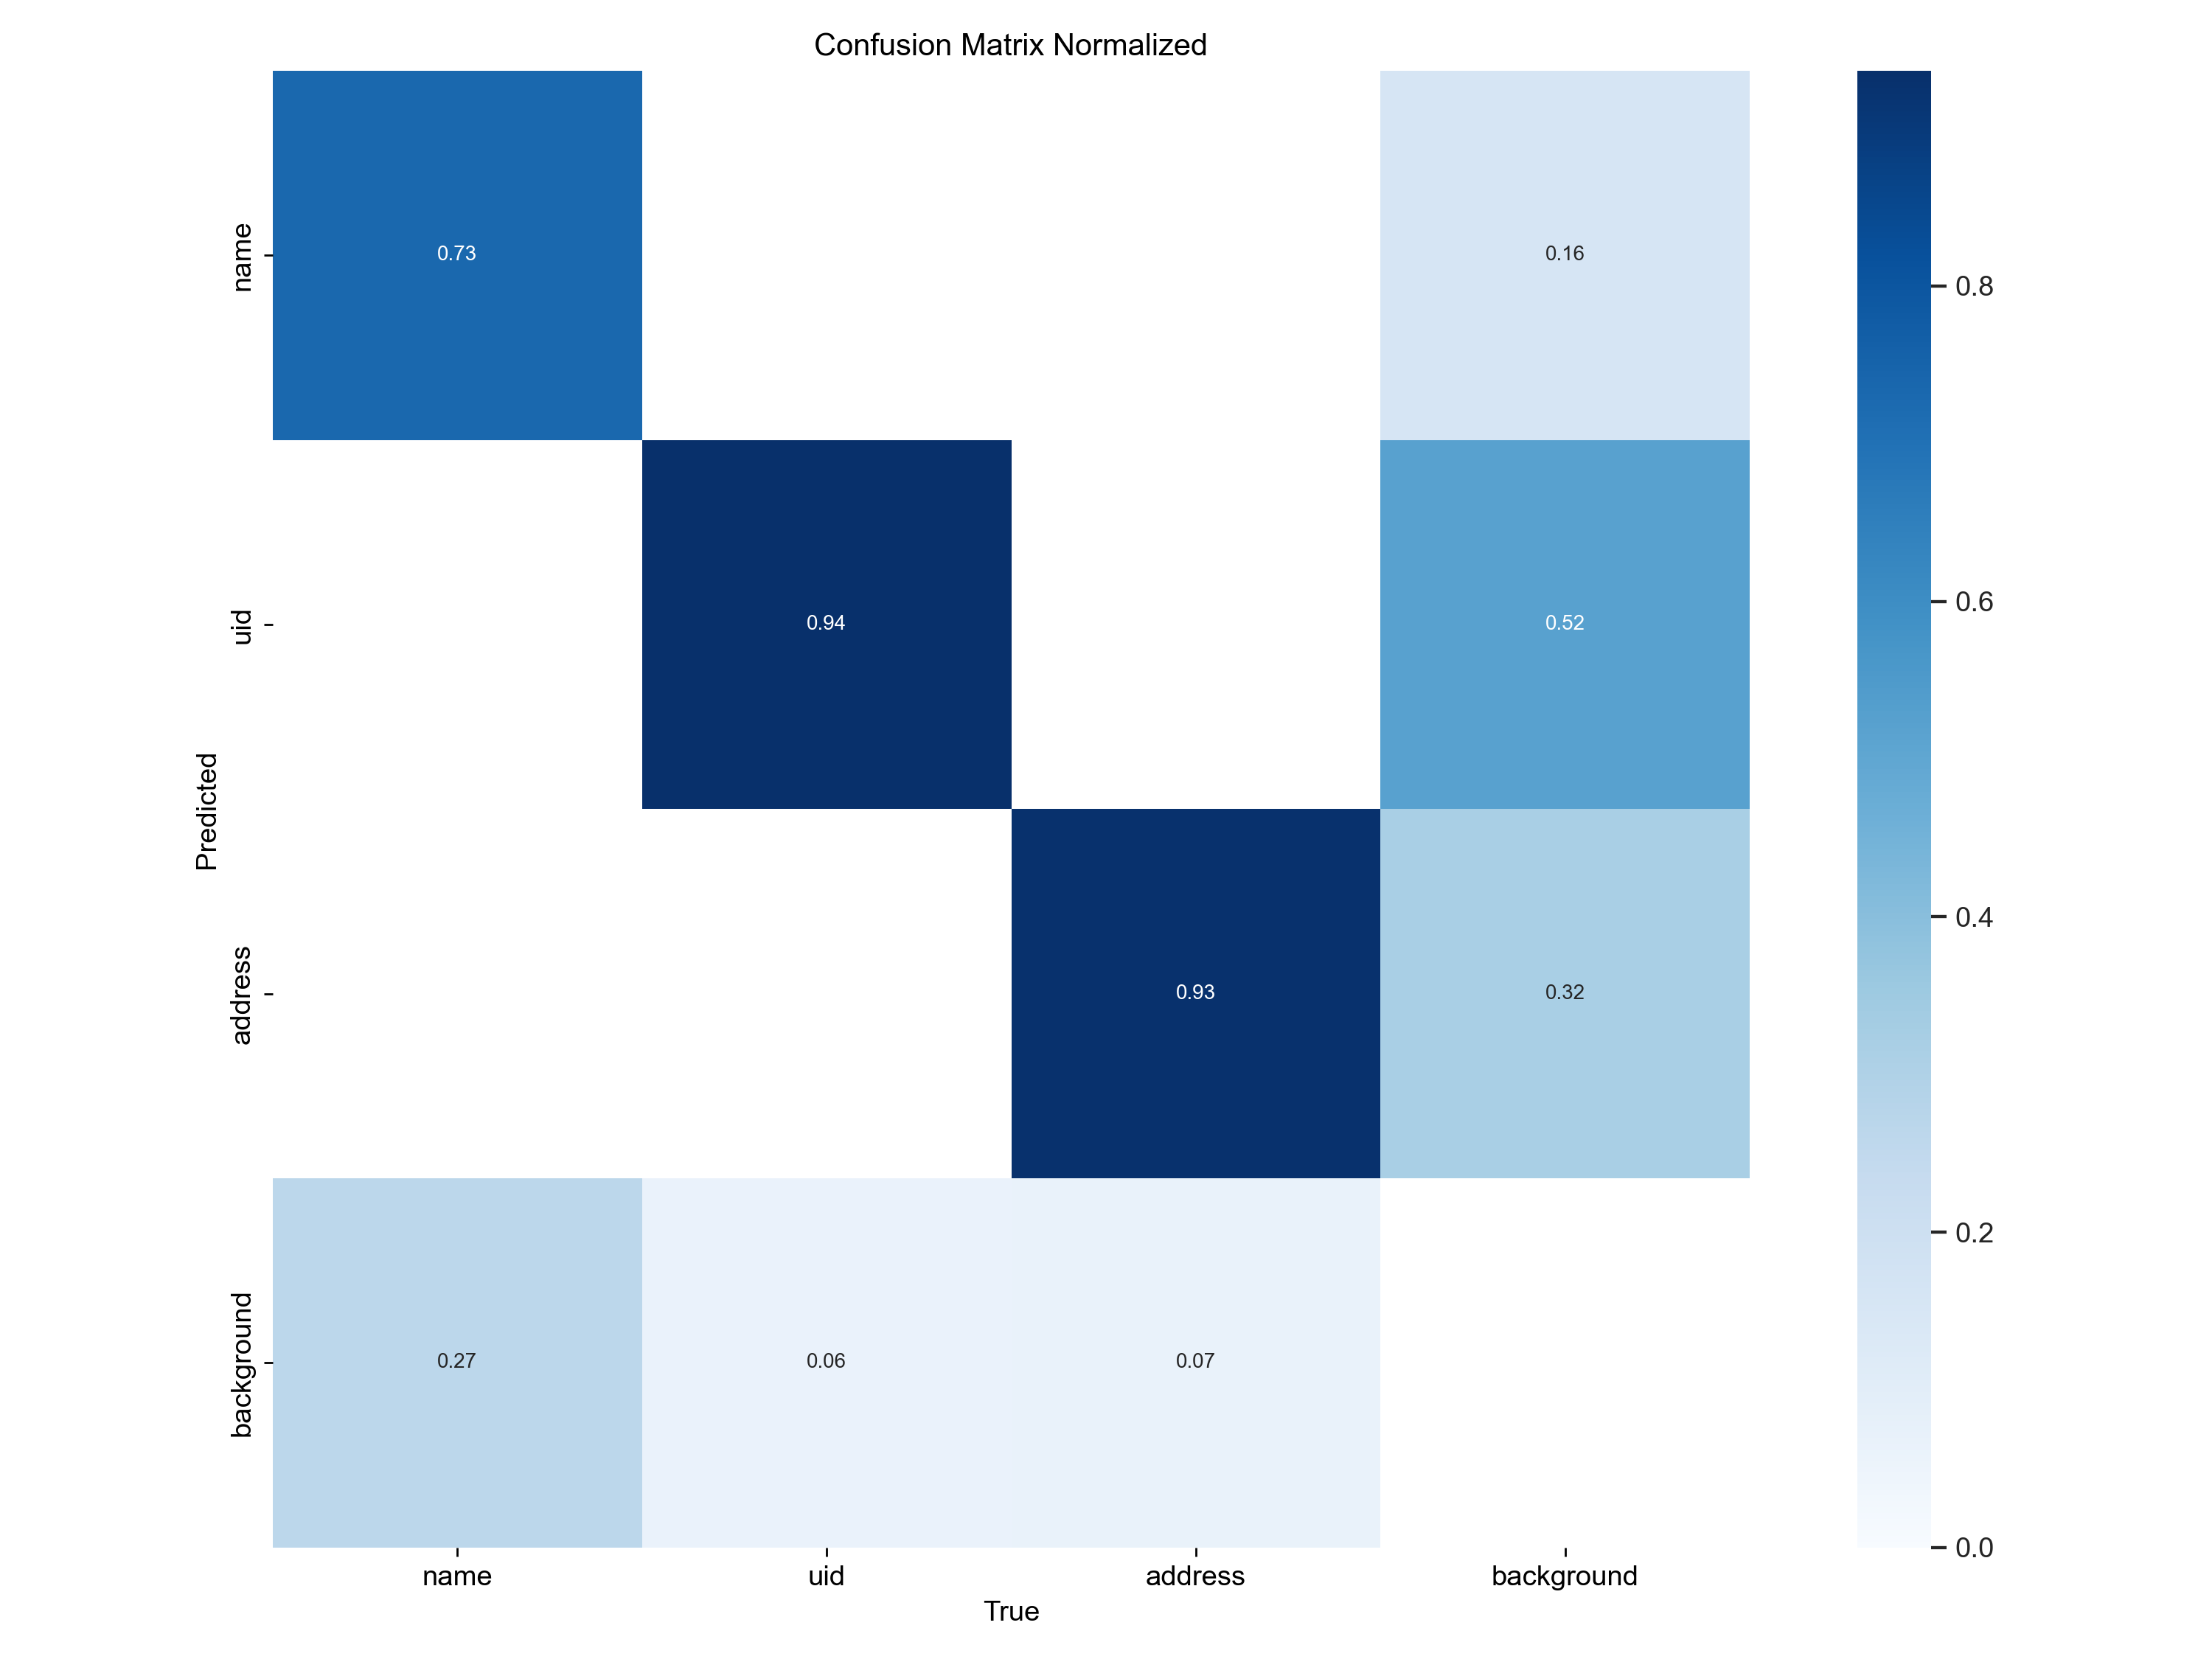 Confusion Matrix Normalized
name
0.73
0.16
0.8
uid
0.94
0.52
0.6
Predicted
address
0.93
0.32
0.4
background
0.27
0.06
0.07
0.2
0.0
name
uid
address
background
True